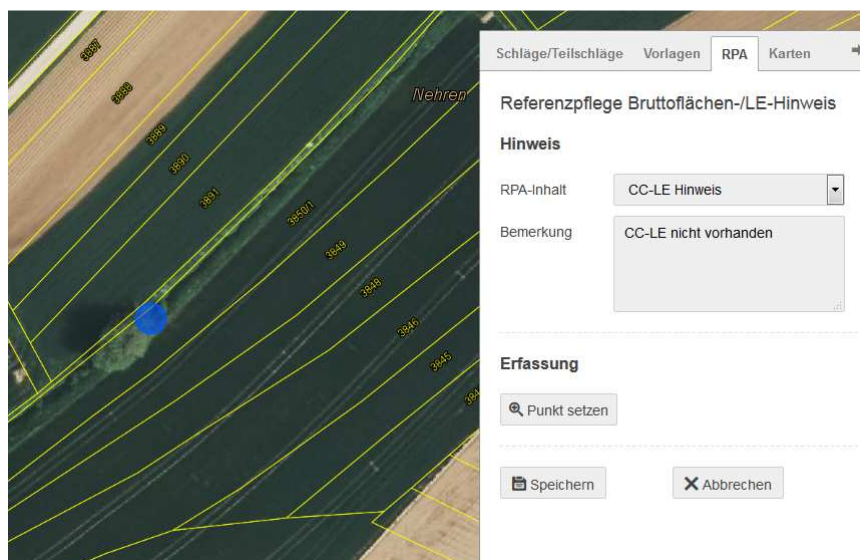 3887
3888
3889
3890
3891
Nehren
3850/1
3849
3848
3846
3845
Schläge/Teilschläge Vorlagen RPA Karten
Referenzpflege Bruttoflächen-/LE-Hinweis
Hinweis
RPA-Inhalt CC-LE Hinweis
Bemerkung CC-LE nicht vorhanden
Erfassung
Punkt setzen
Speichern Abbrechen